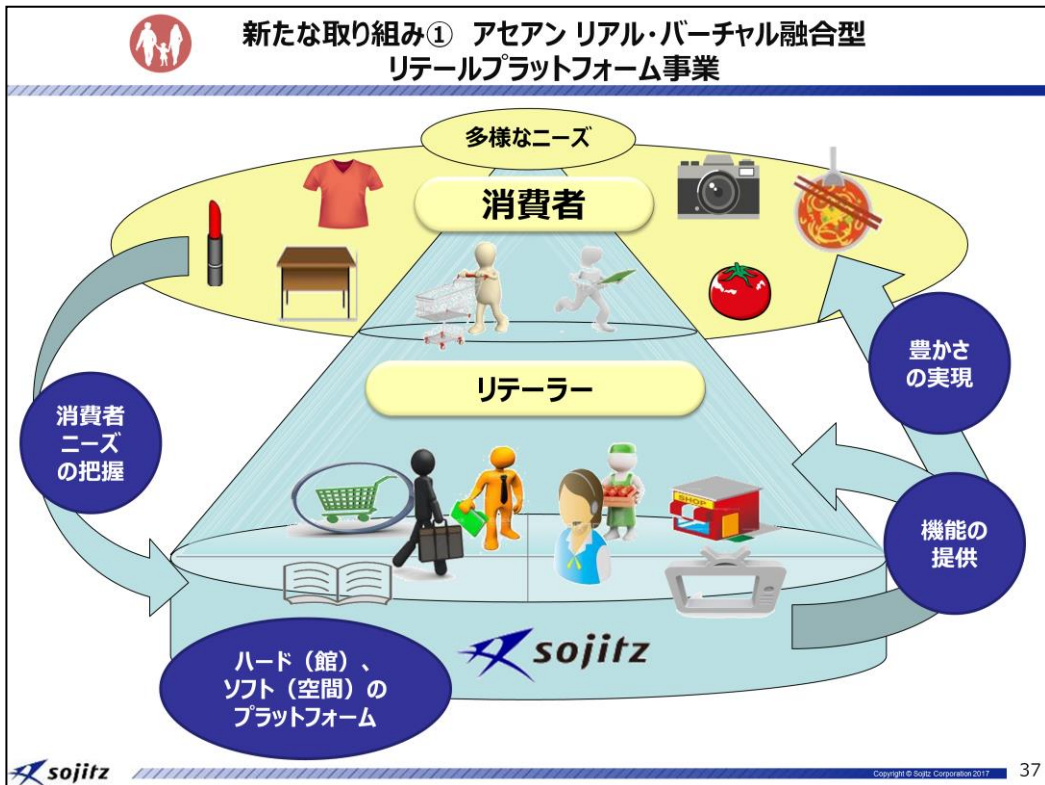 新たな取り組み① アセアン リアル・バーチャル融合型
リテールプラットフォーム事業
多様なニーズ
消費者
リテーラー
消費者
ニーズ
の把握
豊かさ
の実現
機能の
提供
SHOP
sojitz
ハード（館）、
ソフト（空間）の
プラットフォーム
sojitz
Copyright © Sojitz Corporation 2017
37